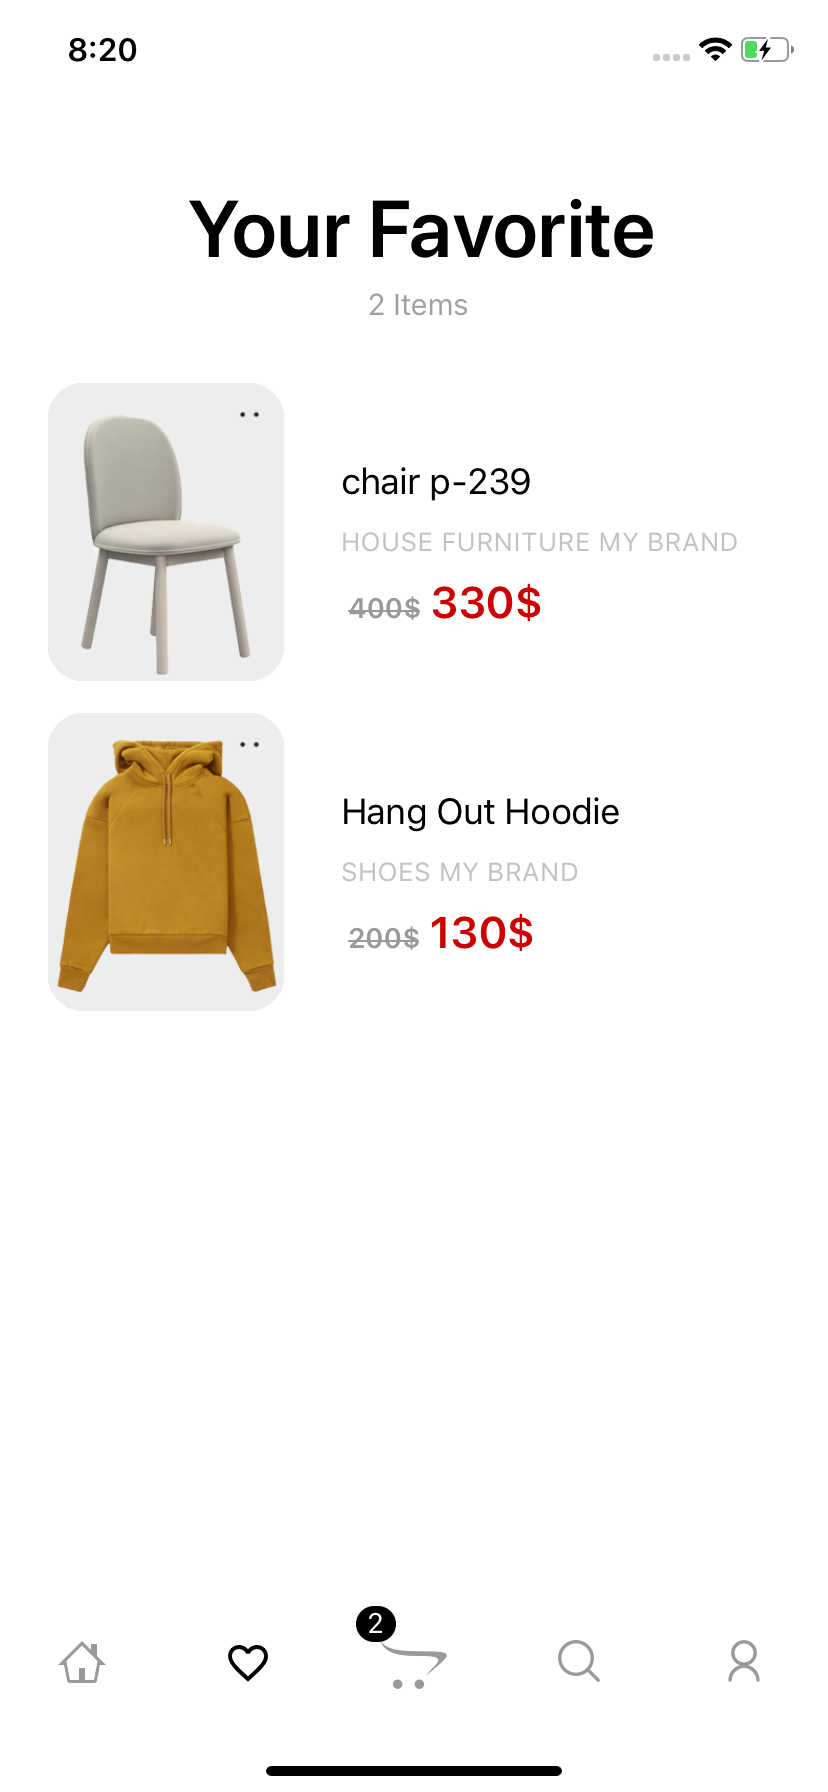 8:20
Your Favorite
2 Items
chair p-239
HOUSE FURNITURE MY BRAND
400$ 330$
Hang Out Hoodie
SHOES MY BRAND
200$ 130$
2